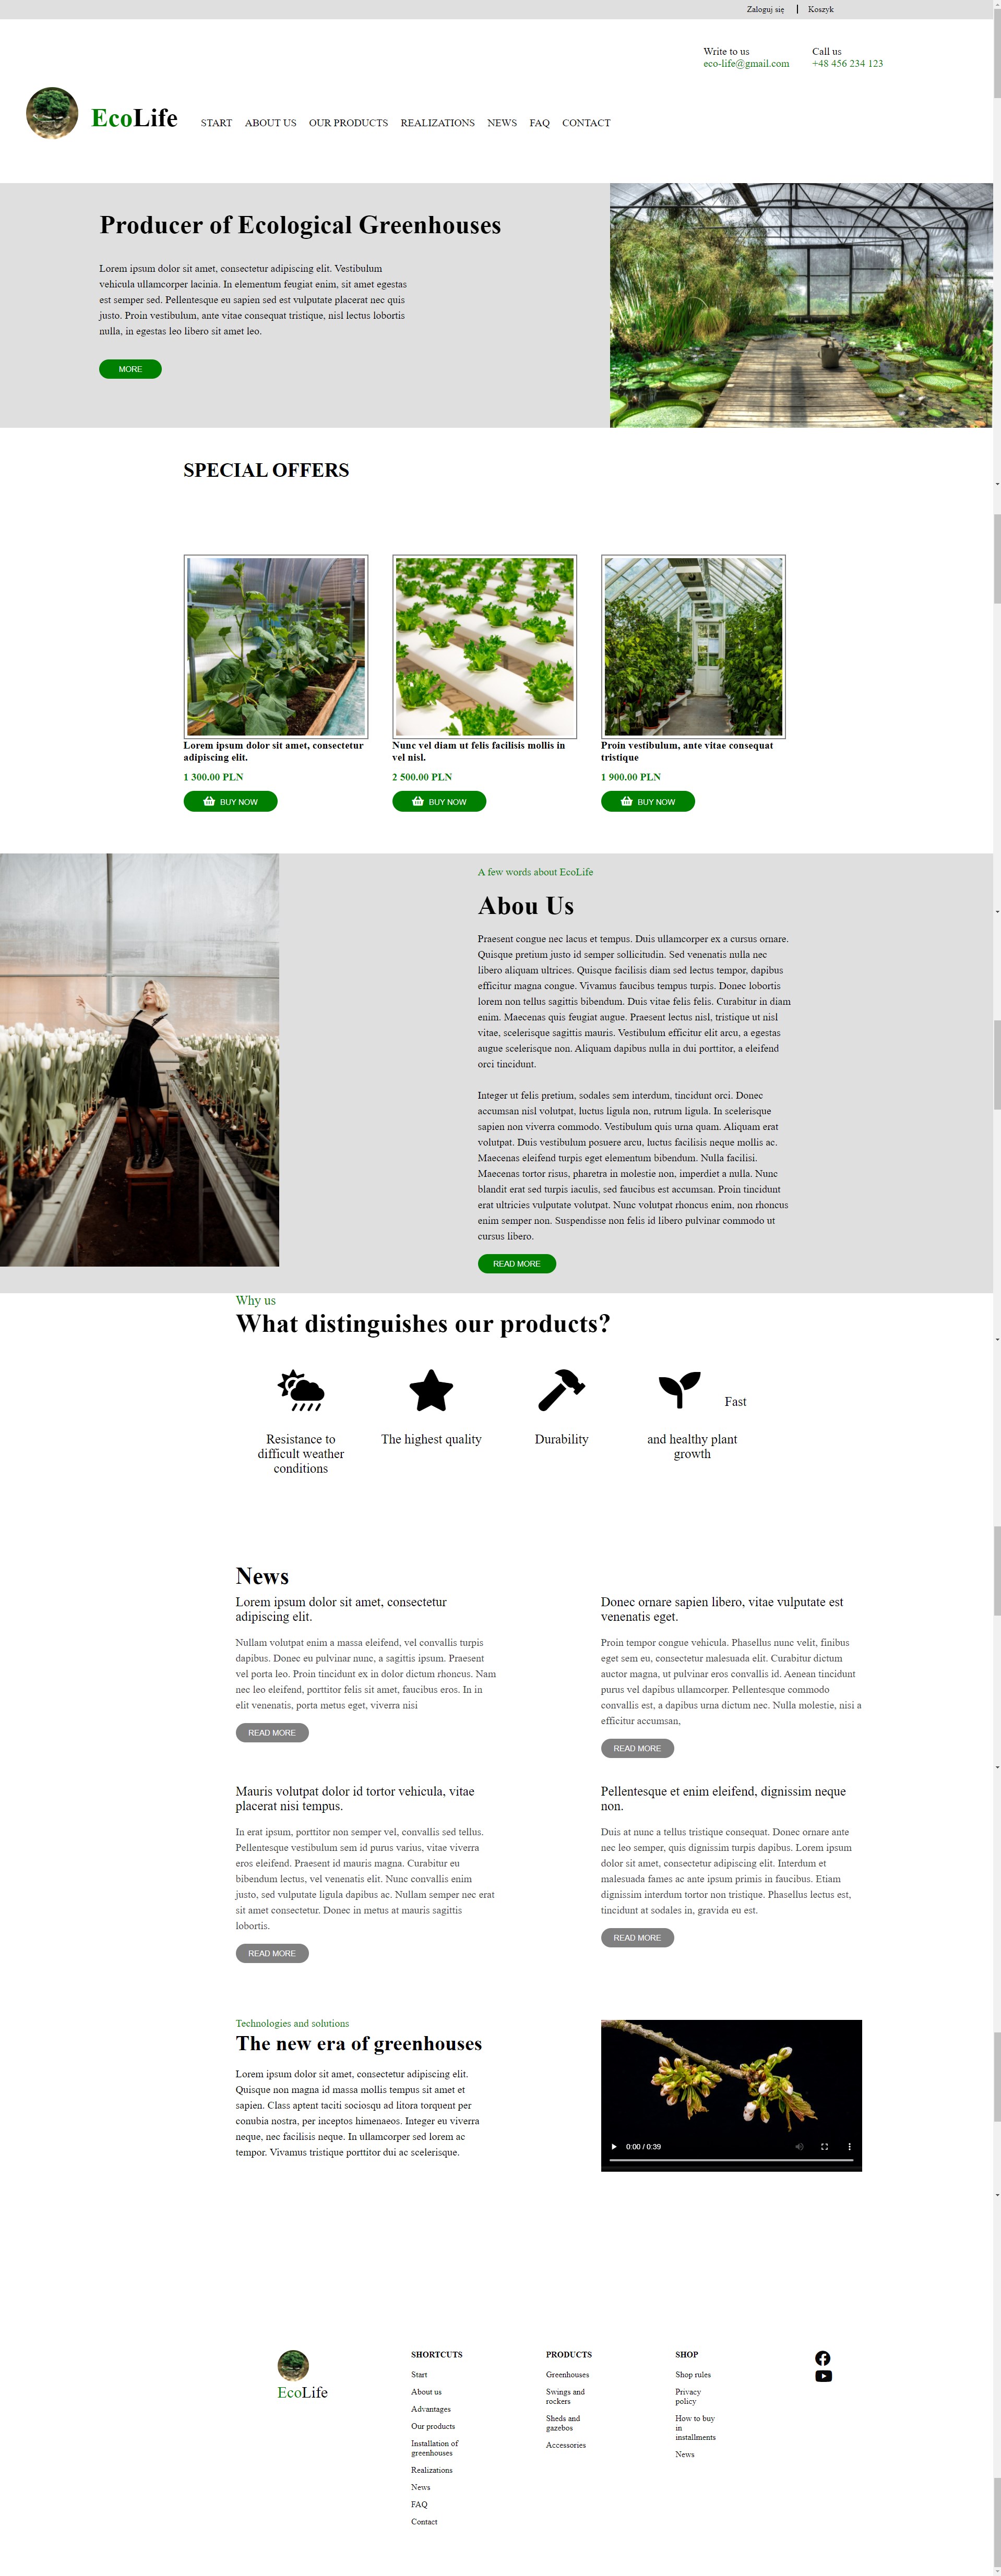 Zaloguj się | Koszyk
Write to us
eco-life@gmail.com
Call us
+48 456 234 123
EcoLife
START ABOUT US OUR PRODUCTS REALIZATIONS NEWS FAQ CONTACT
Producer of Ecological Greenhouses
Lorem ipsum dolor sit amet, consectetur adipiscing elit. Vestibulum
vehicula ullamcorper lacinia. In elementum feugiat enim, sit amet egestas
est semper sed. Pellentesque eu sapien sed est vulputate placerat nec quis
justo. Proin vestibulum, ante vitae consequat tristique, nisl lectus lobortis
nulla, in egestas leo libero sit amet leo.
MORE
SPECIAL OFFERS
Lorem ipsum dolor sit amet, consectetur
adipiscing elit.
1 300.00 PLN
BUY NOW
Nunc vel diam ut felis facilisis mollis in
vel nisl.
2 500.00 PLN
BUY NOW
Proin vestibulum, ante vitae consequat
tristique
1 900.00 PLN
BUY NOW
A few words about EcoLife
Abou Us
Praesent congue nec lacus et tempus. Duis ullamcorper ex a cursus ornare.
Quisque pretium justo id semper sollicitudin. Sed venenatis nulla nec
libero aliquam ultrices. Quisque facilisis diam sed lectus tempor, dapibus
efficitur magna congue. Vivamus faucibus tempus turpis. Donec lobortis
lorem non tellus sagittis bibendum. Duis vitae felis felis. Curabitur in diam
enim. Maecenas quis feugiat augue. Praesent lectus nisl, tristique ut nisl
vitae, scelerisque sagittis mauris. Vestibulum efficitur elit arcu, a egestas
augue scelerisque non. Aliquam dapibus nulla in dui porttitor, a eleifend
orci tincidunt.
Integer ut felis pretium, sodales sem interdum, tincidunt orci. Donec
accumsan nisl volutpat, luctus ligula non, rutrum ligula. In scelerisque
sapien non viverra commodo. Vestibulum quis urna quam. Aliquam erat
volutpat. Duis vestibulum posuere arcu, luctus facilisis neque mollis ac.
Maecenas eleifend turpis eget elementum bibendum. Nulla facilisi.
Maecenas tortor risus, pharetra in molestie non, imperdiet a nulla. Nunc
blandit erat sed turpis iaculis, sed faucibus est accumsan. Proin tincidunt
erat ultricies vulputate volutpat. Nunc volutpat rhoncus enim, non rhoncus
enim semper non. Suspendisse non felis id libero pulvinar commodo ut
cursus libero.
READ MORE
Why us
What distinguishes our products?
Resistance to
difficult weather
conditions
The highest quality
Durability
Fast
and healthy plant
growth
News
Lorem ipsum dolor sit amet, consectetur
adipiscing elit.
Nullam volutpat enim a massa eleifend, vel convallis turpis
dapibus. Donec eu pulvinar nunc, a sagittis ipsum. Praesent
vel porta leo. Proin tincidunt ex in dolor dictum rhoncus. Nam
nec leo eleifend, porttitor felis sit amet, faucibus eros. In in
elit venenatis, porta metus eget, viverra nisi
READ MORE
Donec ornare sapien libero, vitae vulputate est
venenatis eget.
Proin tempor congue vehicula. Phasellus nunc velit, finibus
eget sem eu, consectetur malesuada elit. Curabitur dictum
auctor magna, ut pulvinar eros convallis id. Aenean tincidunt
purus vel dapibus ullamcorper. Pellentesque commodo
convallis est, a dapibus urna dictum nec. Nulla molestie, nisi a
efficitur accumsan,
READ MORE
Mauris volutpat dolor id tortor vehicula, vitae
placerat nisi tempus.
In erat ipsum, porttitor non semper vel, convallis sed tellus.
Pellentesque vestibulum sem id purus varius, vitae viverra
eros eleifend. Praesent id mauris magna. Curabitur eu
bibendum lectus, vel venenatis elit. Nunc convallis enim
justo, sed vulputate ligula dapibus ac. Nullam semper nec erat
sit amet consectetur. Donec in metus at mauris sagittis
lobortis.
READ MORE
Pellentesque et enim eleifend, dignissim neque
non.
Duis at nunc a tellus tristique consequat. Donec ornare ante
nec leo semper, quis dignissim turpis dapibus. Lorem ipsum
dolor sit amet, consectetur adipiscing elit. Interdum et
malesuada fames ac ante ipsum primis in faucibus. Etiam
dignissim interdum tortor non tristique. Phasellus lectus est,
tincidunt at sodales in, gravida eu est.
READ MORE
Technologies and solutions
The new era of greenhouses
Lorem ipsum dolor sit amet, consectetur adipiscing elit.
Quisque non magna id massa mollis tempus sit amet et
sapien. Class aptent taciti sociosqu ad litora torquent per
conubia nostra, per inceptos himenaeos. Integer eu viverra
neque, nec facilisis neque. In ullamcorper sed lorem ac
tempor. Vivamus tristique porttitor dui ac scelerisque.
0:00 / 0:39
EcoLife
SHORTCUTS
Start
About us
Advantages
Our products
Installation of
greenhouses
Realizations
News
FAQ
Contact
PRODUCTS
Greenhouses
Swings and
rockers
Sheds and
gazebos
Accessories
SHOP
Shop rules
Privacy
policy
How to buy
in
installments
News